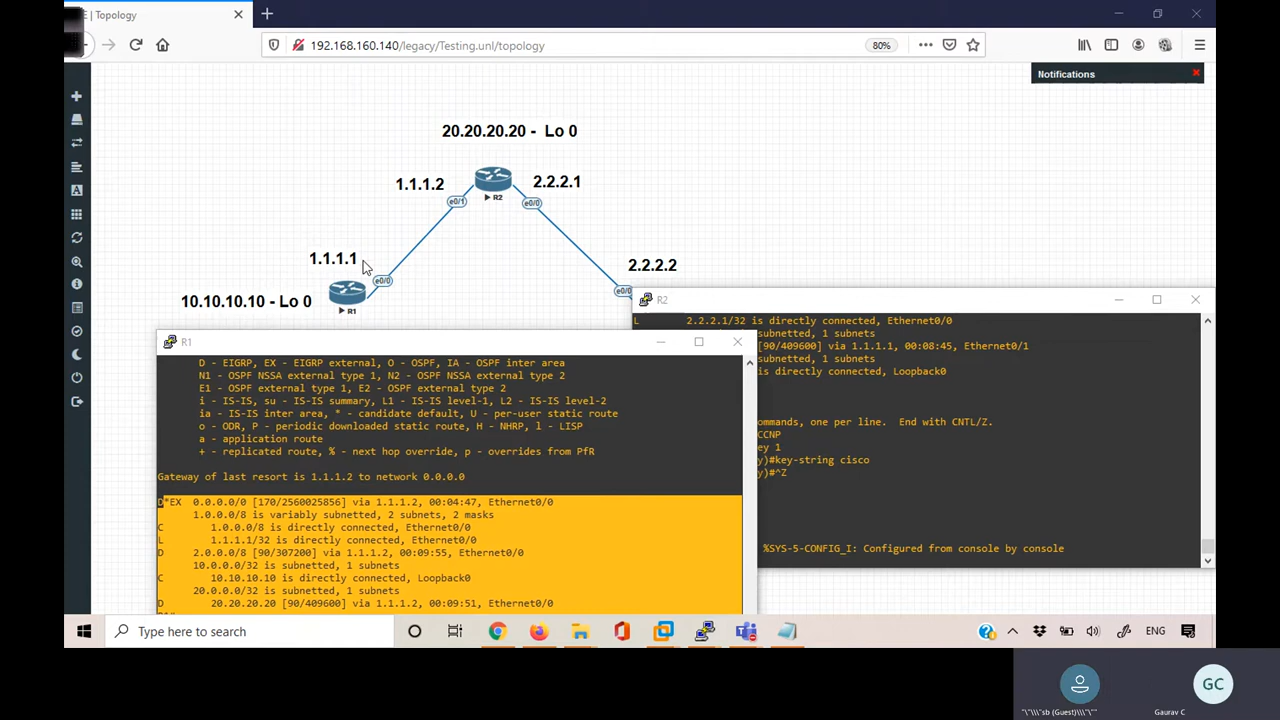 E | Topology
192.168.160.140/legacy/Testing.unl/topology
80%
Notifications
20.20.20.20 - Lo 0
1.1.1.2
2.2.2.1
e0/1
R2
e0/0
1.1.1.1
2.2.2.2
e0/0
e0/0
10.10.10.10 - Lo 0
R1
R2
L 2.2.2.1/32 is directly connected, Ethernet0/0
subnetted, 1 subnets
[90/409600] via 1.1.1.1, 00:08:45, Ethernet0/1
subnetted, 1 subnets
is directly connected, Loopback0
ommands, one per line. End with CNTL/Z.
CCNP
ey 1
y)#key-string cisco
y)#^Z
%SYS-5-CONFIG_I: Configured from console by console
R1
D - EIGRP, EX - EIGRP external, O - OSPF, IA - OSPF inter area
N1 - OSPF NSSA external type 1, N2 - OSPF NSSA external type 2
E1 - OSPF external type 1, E2 - OSPF external type 2
i - IS-IS, su - IS-IS summary, L1 - IS-IS level-1, L2 - IS-IS level-2
ia - IS-IS inter area, * - candidate default, U - per-user static route
o - ODR, P - periodic downloaded static route, H - NHRP, l - LISP
a - application route
+ - replicated route, % - next hop override, p - overrides from PfR
Gateway of last resort is 1.1.1.2 to network 0.0.0.0
D*EX 0.0.0.0/0 [170/2560025856] via 1.1.1.2, 00:04:47, Ethernet0/0
1.0.0.0/8 is variably subnetted, 2 subnets, 2 masks
C 1.0.0.0/8 is directly connected, Ethernet0/0
L 1.1.1.1/32 is directly connected, Ethernet0/0
D 2.0.0.0/8 [90/307200] via 1.1.1.2, 00:09:55, Ethernet0/0
10.0.0.0/32 is subnetted, 1 subnets
C 10.10.10.10 is directly connected, Loopback0
20.0.0.0/32 is subnetted, 1 subnets
D 20.20.20.20 [90/409600] via 1.1.1.2, 00:09:51, Ethernet0/0
Type here to search
ENG
GC
"\"\\\"sb (Guest)\\\"\""
Gaurav C